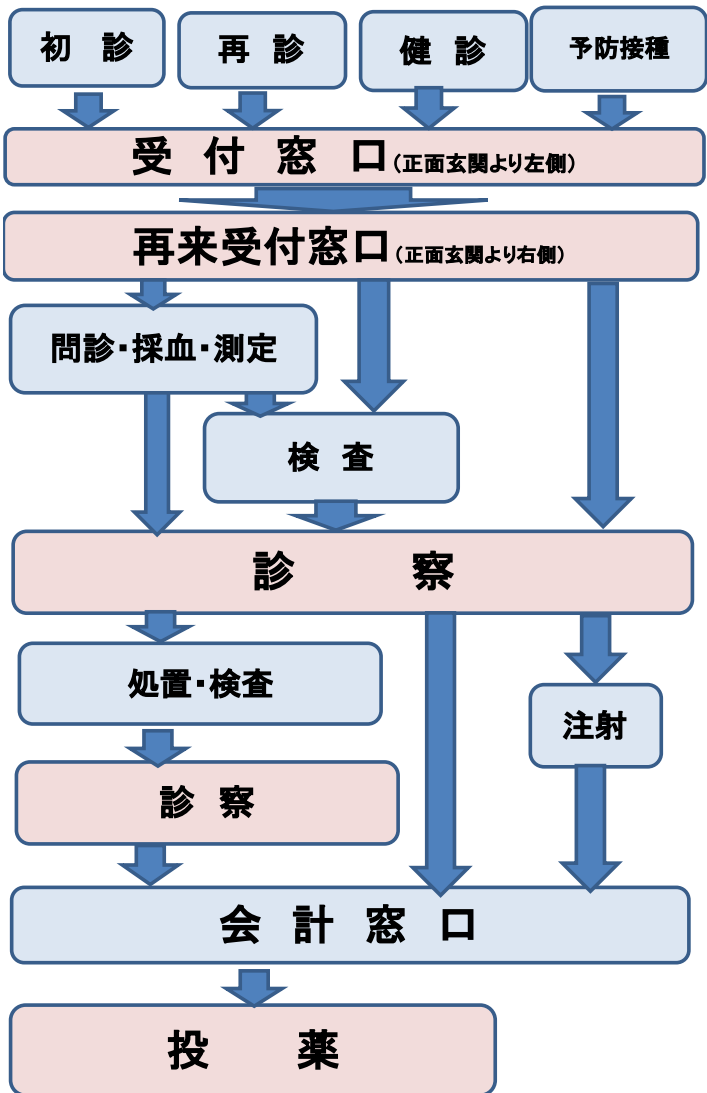 初 診
再 診
健 診
予防接種
受 付 窓 口(正面玄関より左側)
再来受付窓口(正面玄関より右側)
問診・採血・測定
検 査
診 察
処置・検査
注射
診 察
会 計 窓 口
投 薬